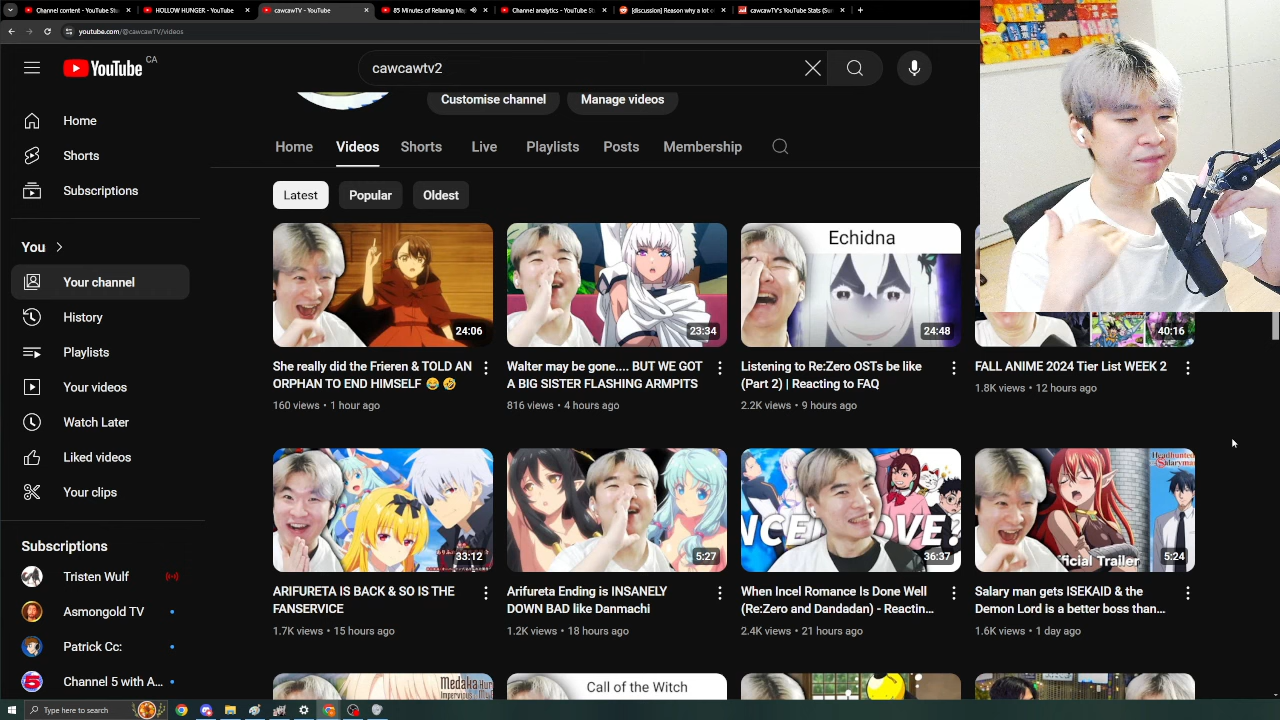 Channel content - YouTube Stu
HOLLOW HUNGER - YouTube
cawcawTV - YouTube
85 Minutes of Relaxing Ma
Channel analytics - YouTube St
[discussion] Reason why a lot
cawcawTV's YouTube Stats (Su
youtube.com/@cawcawTV/videos
YouTube CA
cawcawtv2
Customise channel
Manage videos
Home
Videos
Shorts
Live
Playlists
Posts
Membership
Latest
Popular
Oldest
Home
Shorts
Subscriptions
You
Your channel
History
Playlists
Your videos
Watch Later
Liked videos
Your clips
Subscriptions
Tristen Wulf
Asmongold TV
Patrick Cc:
Channel 5 with A...
24:06
23:34
Echidna
24:48
40:16
She really did the Frieren & TOLD AN
ORPHAN TO END HIMSELF 😂 🤣
160 views • 1 hour ago
Walter may be gone.... BUT WE GOT
A BIG SISTER FLASHING ARMPITS
816 views • 4 hours ago
Listening to Re:Zero OSTs be like
(Part 2) | Reacting to FAQ
2.2K views • 9 hours ago
FALL ANIME 2024 Tier List WEEK 2
1.8K views • 12 hours ago
33:12
5:27
NCEL
OVE?
36:37
Headhunted
Salaryma
ficial Trailer
5:24
ARIFURETA IS BACK & SO IS THE
FANSERVICE
1.7K views • 15 hours ago
Arifureta Ending is INSANELY
DOWN BAD like Danmachi
1.2K views • 18 hours ago
When Incel Romance Is Done Well
(Re:Zero and Dandadan) - Reactin...
2.4K views • 21 hours ago
Salary man gets ISEKAID & the
Demon Lord is a better boss than...
1.6K views • 1 day ago
Medaka Kur
Impervious
Call of the Witch
Type here to search